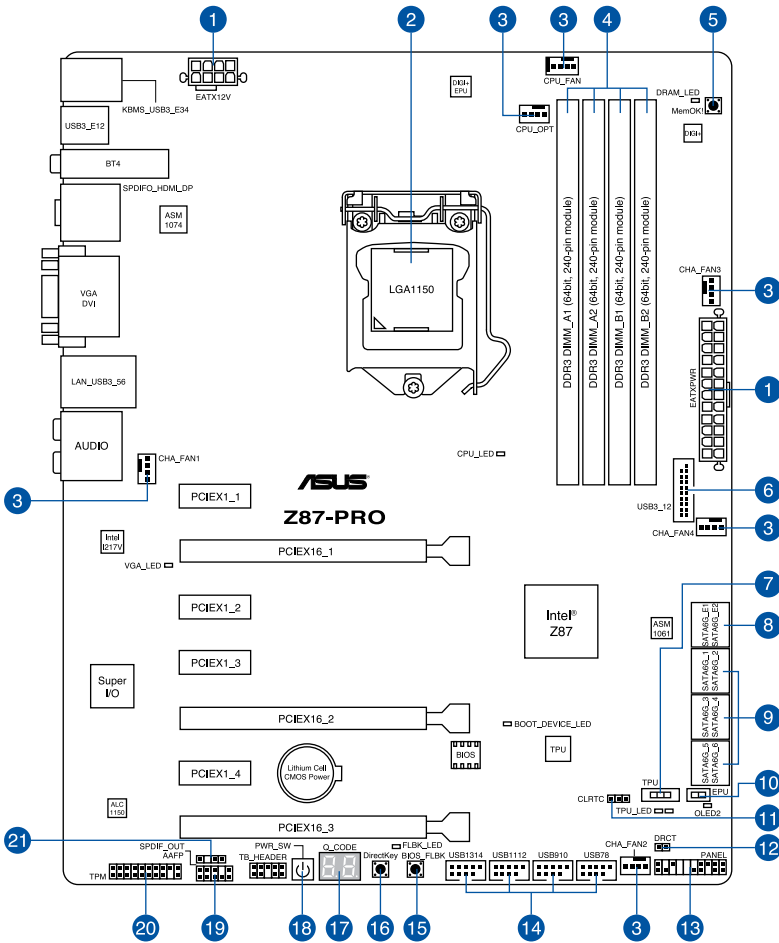 1
2
3
3
4
5
KBMS_USB3_E34
EATX12V
DIGI+
EPU
CPU_FAN
CPU_OPT
DRAM_LED
MemOK!
DIGI+
USB3_E12
BT4
SPDIFO_HDMI_DP
ASM
1074
VGA
DVI
LGA1150
DDR3 DIMM_A1 (64bit, 240-pin module)
DDR3 DIMM_A2 (64bit, 240-pin module)
DDR3 DIMM_B1 (64bit, 240-pin module)
DDR3 DIMM_B2 (64bit, 240-pin module)
CHA_FAN3
3
EATXPWR
1
LAN_USB3_56
AUDIO
CHA_FAN1
3
CPU_LED
ASUS
Z87-PRO
USB3_12
6
CHA_FAN4
3
PCIEX1_1
Intel
I217V
VGA_LED
PCIEX16_1
7
PCIEX1_2
Intel®
Z87
ASM
1061
SATA6G_E1
SATA6G_E2
8
PCIEX1_3
SATA6G_1
SATA6G_2
Super
I/O
SATA6G_3
SATA6G_4
9
PCIEX16_2
BOOT_DEVICE_LED
BIOS
TPU
SATA6G_5
SATA6G_6
PCIEX1_4
Lithium Cell
CMOS Power
TPU
EPU
10
ALC
1150
CLRTC
TPU_LED
OLED2
11
PCIEX16_3
21
SPDIF_OUT
AAFP
PWR_SW
TB_HEADER
Q_CODE
FLBK_LED
DirectKey
BIOS_FLBK
USB1314
USB1112
USB910
USB78
CHA_FAN2
DRCT
12
PANEL
TPM
20
19
18
17
16
15
14
3
13